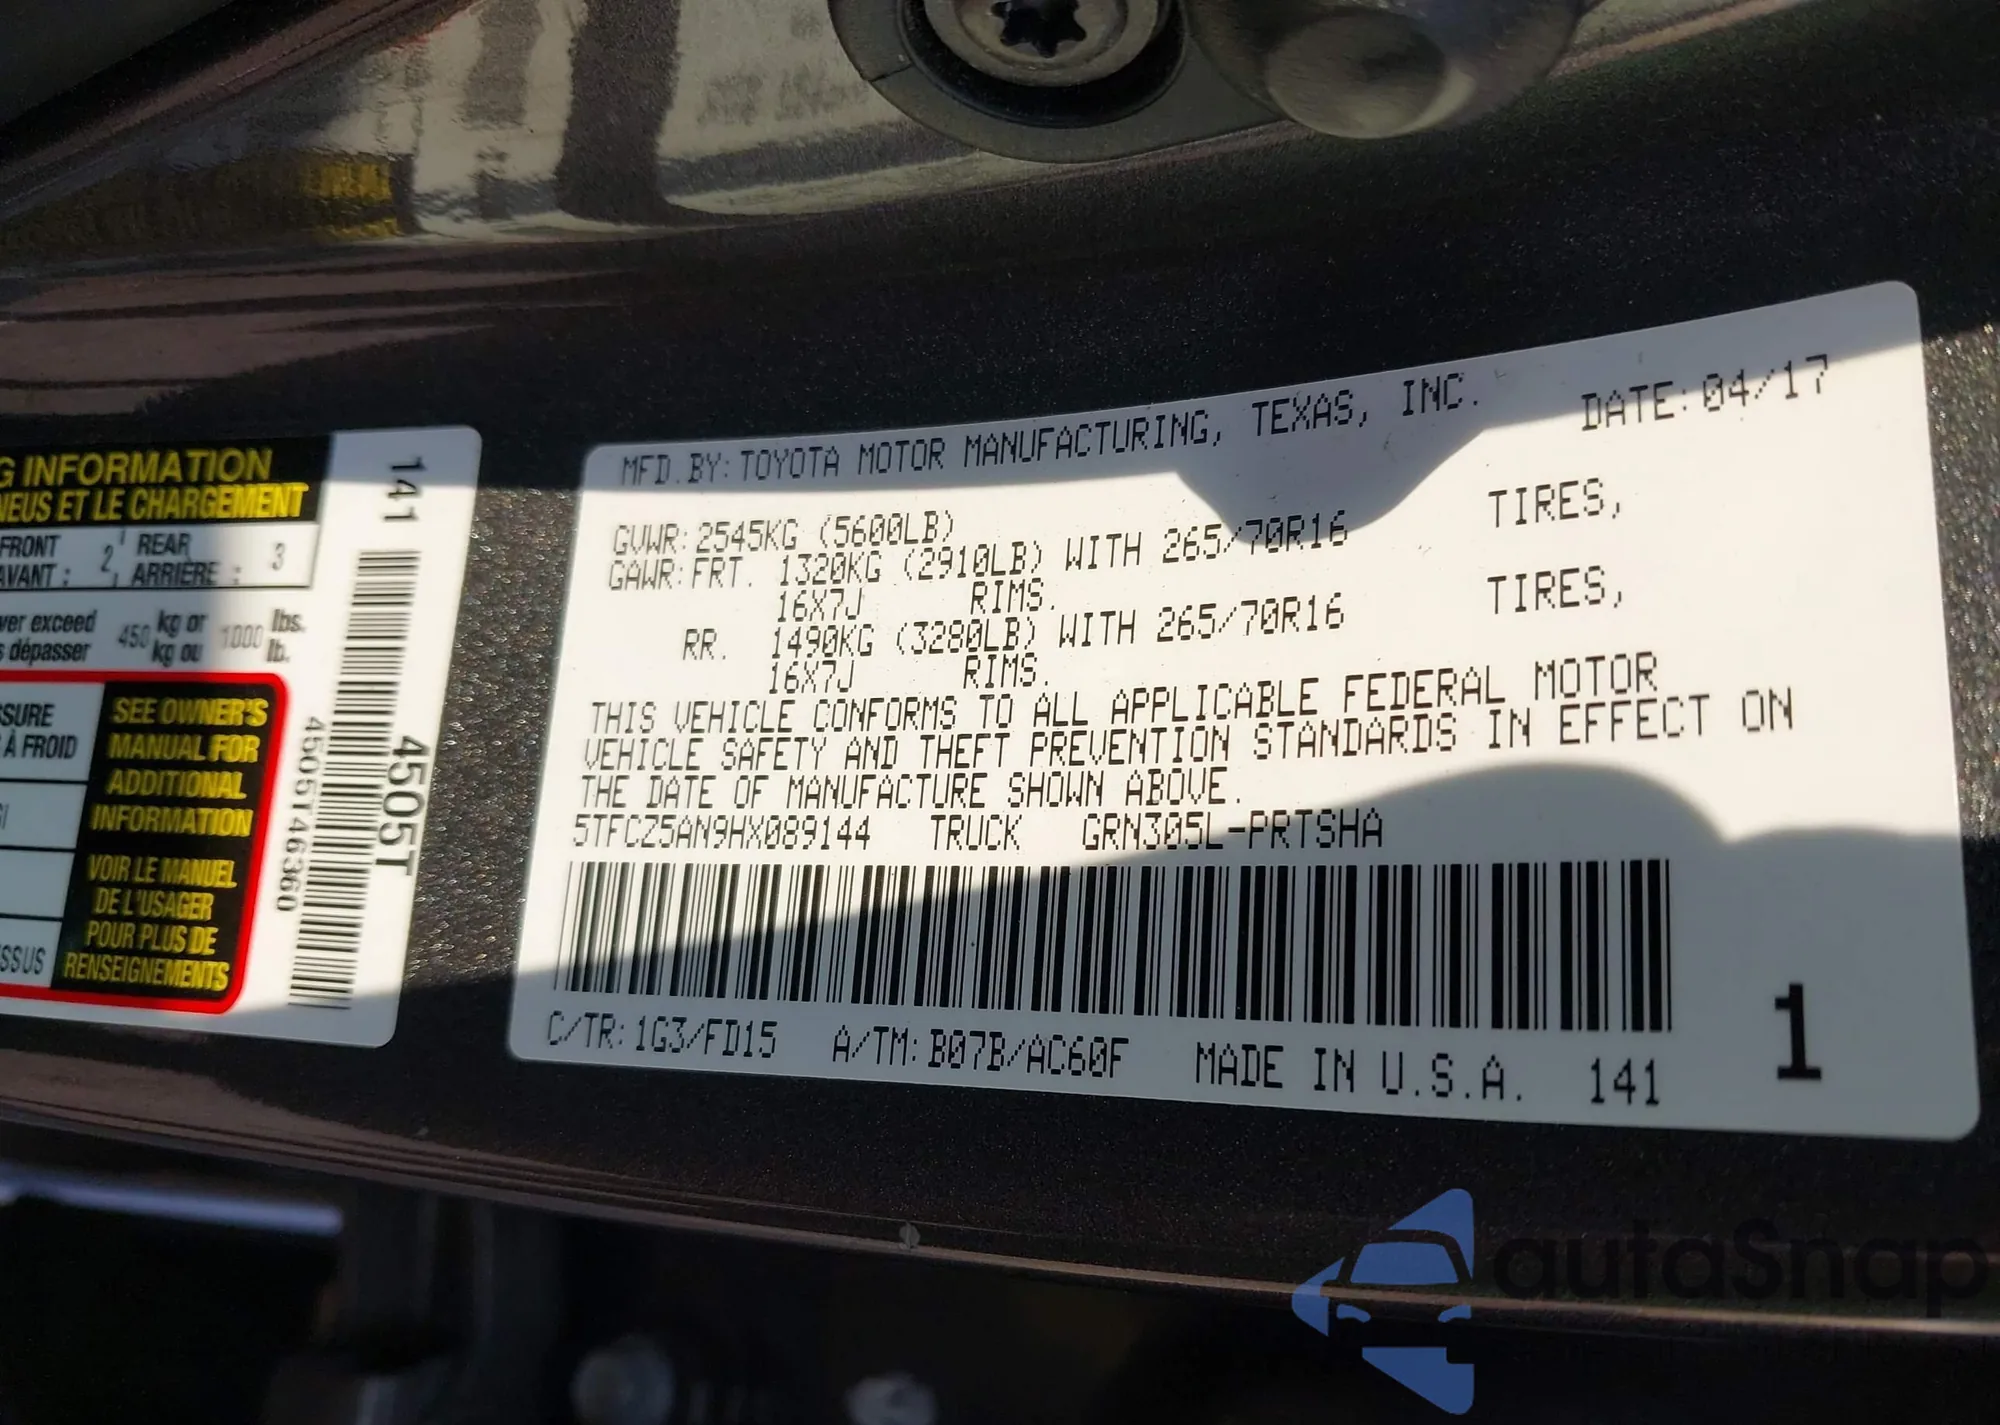 G INFORMATION
NEUS ET LE CHARGEMENT
FRONT 2 REAR 3
AVANT : ARRIÈRE :
ver exceed 450 kg or 1000 lbs.
s dépasser kg ou lb.
SSURE
À FROID
SSUS
SEE OWNER'S
MANUAL FOR
ADDITIONAL
INFORMATION
VOIR LE MANUEL
DE L'USAGER
POUR PLUS DE
RENSEIGNEMENTS
141
4505T46360
4505T
MFD.BY:TOYOTA MOTOR MANUFACTURING, TEXAS, INC. DATE:04/17
GVWR:2545KG (5600LB)
GAWR:FRT. 1320KG (2910LB) WITH 265/70R16 TIRES,
16X7J RIMS.
RR. 1490KG (3280LB) WITH 265/70R16 TIRES,
16X7J RIMS.
THIS VEHICLE CONFORMS TO ALL APPLICABLE FEDERAL MOTOR
VEHICLE SAFETY AND THEFT PREVENTION STANDARDS IN EFFECT ON
THE DATE OF MANUFACTURE SHOWN ABOVE.
5TFCZ5AN9HX089144 TRUCK GRN305L-PRTSHA
C/TR:1G3/FD15 A/TM:B07B/AC60F MADE IN U.S.A. 141
1
autaSnap